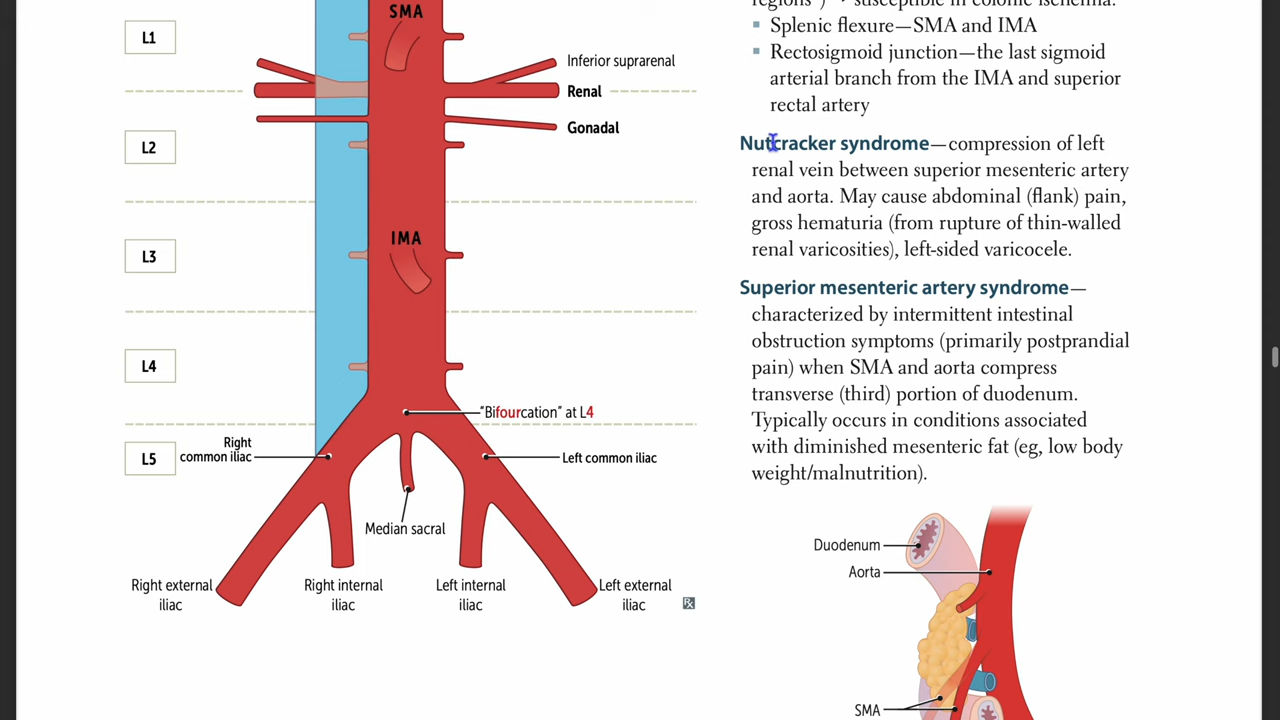 SMA
L1
Inferior suprarenal
Renal
Gonadal
L2
IMA
L3
L4
"Bifourcation" at L4
Right
common iliac
L5
Left common iliac
Median sacral
Right external
iliac
Right internal
iliac
Left internal
iliac
Left external
iliac
Rx
susceptible in colonic ischemia:
Splenic flexure—SMA and IMA
Rectosigmoid junction—the last sigmoid
arterial branch from the IMA and superior
rectal artery
Nutcracker syndrome—compression of left
renal vein between superior mesenteric artery
and aorta. May cause abdominal (flank) pain,
gross hematuria (from rupture of thin-walled
renal varicosities), left-sided varicocele.
Superior mesenteric artery syndrome—
characterized by intermittent intestinal
obstruction symptoms (primarily postprandial
pain) when SMA and aorta compress
transverse (third) portion of duodenum.
Typically occurs in conditions associated
with diminished mesenteric fat (eg, low body
weight/malnutrition).
Duodenum
Aorta
SMA